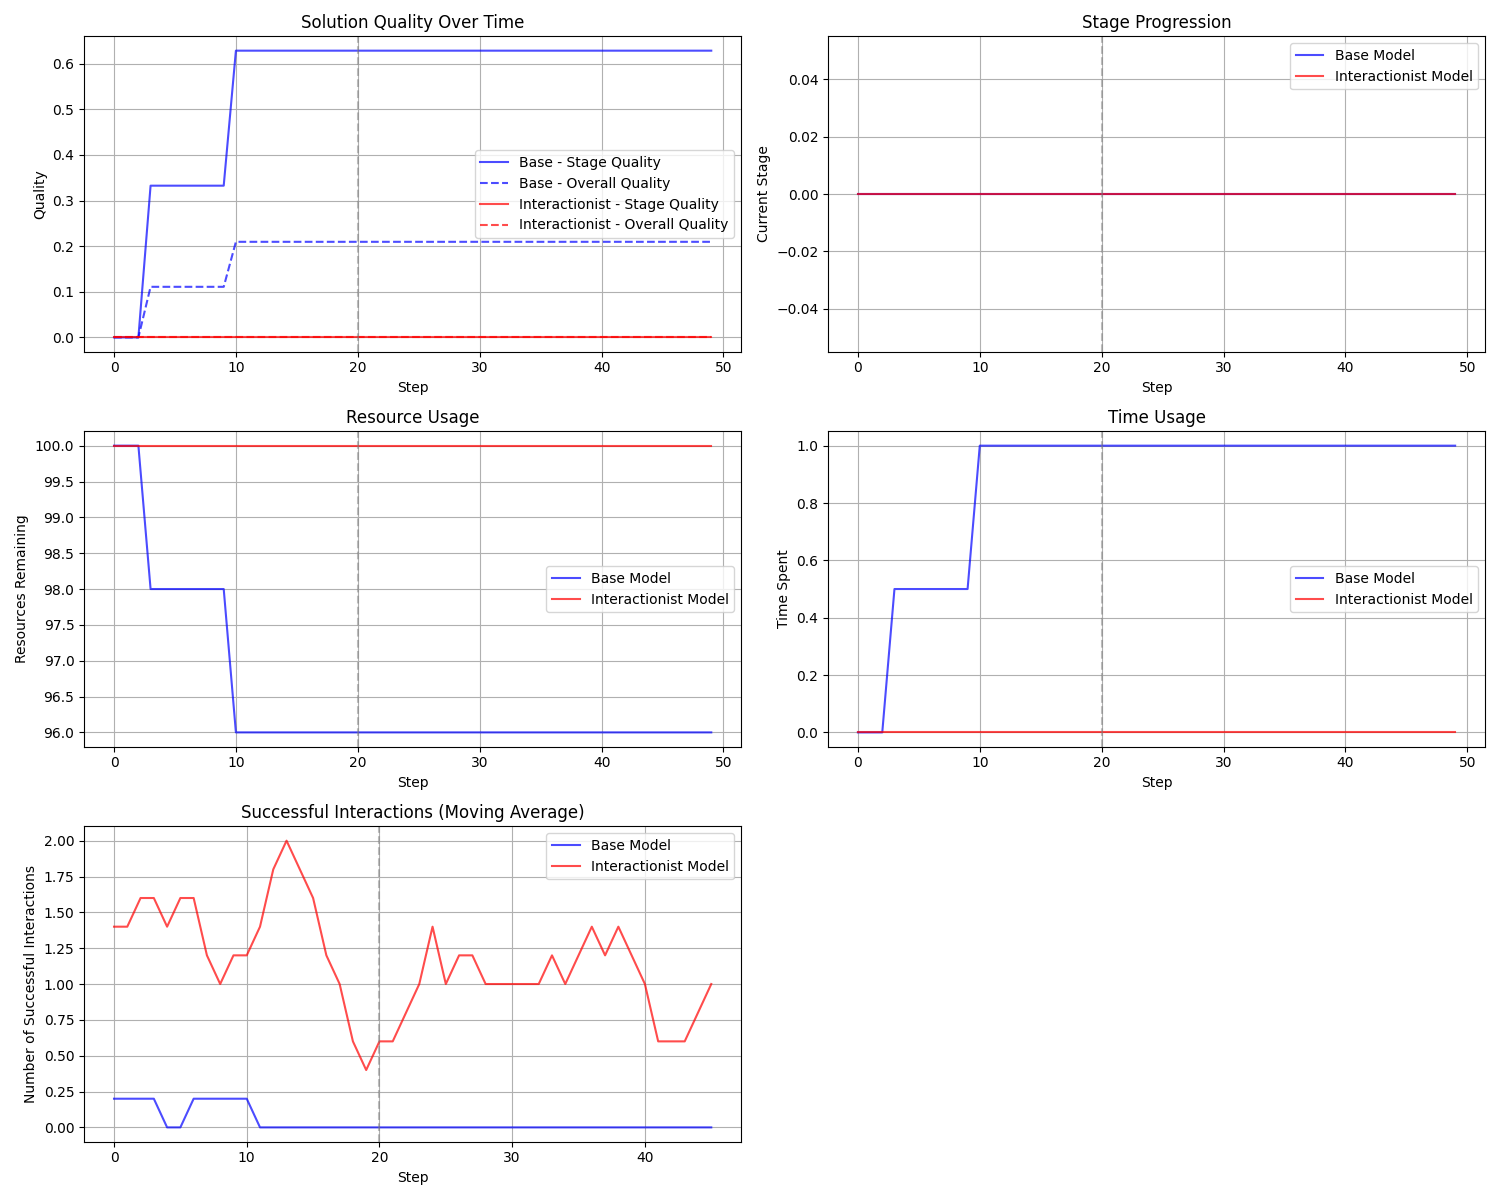 Solution Quality Over Time
Quality
0.6
0.5
0.4
0.3
0.2
0.1
0.0
Base - Stage Quality
Base - Overall Quality
Interactionist - Stage Quality
Interactionist - Overall Quality
0 10 20 30 40 50
Step
Stage Progression
Current Stage
0.04
0.02
0.00
−0.02
−0.04
Base Model
Interactionist Model
0 10 20 30 40 50
Step
Resource Usage
Resources Remaining
100.0
99.5
99.0
98.5
98.0
97.5
97.0
96.5
96.0
Base Model
Interactionist Model
0 10 20 30 40 50
Step
Time Usage
Time Spent
1.0
0.8
0.6
0.4
0.2
0.0
Base Model
Interactionist Model
0 10 20 30 40 50
Step
Successful Interactions (Moving Average)
Number of Successful Interactions
2.00
1.75
1.50
1.25
1.00
0.75
0.50
0.25
0.00
Base Model
Interactionist Model
0 10 20 30 40
Step